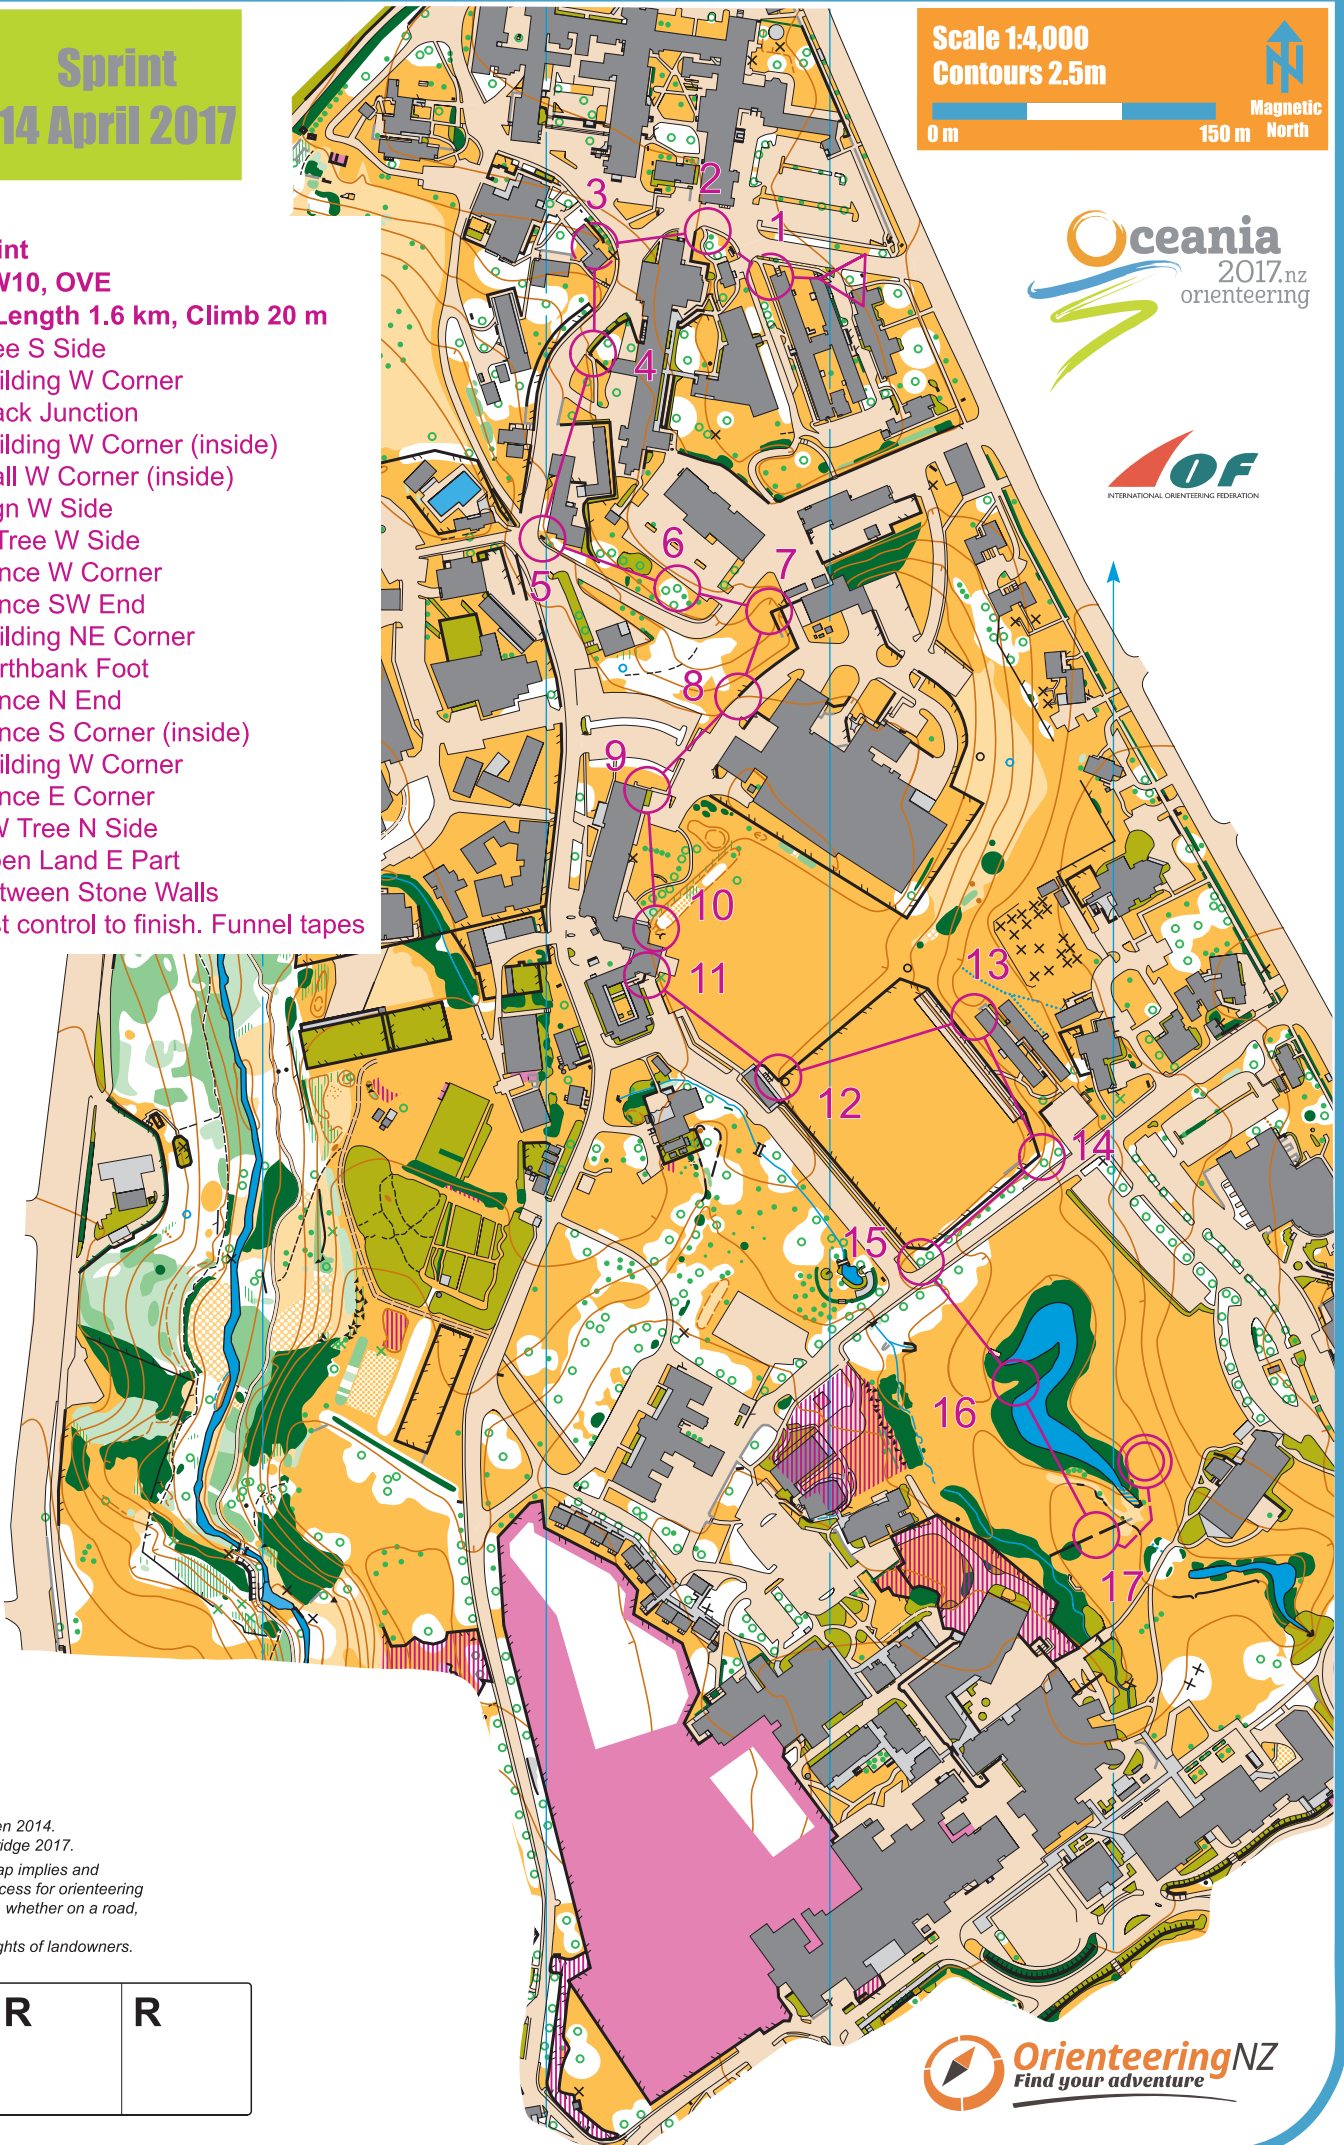 Sprint
14 April 2017
Scale 1:4,000
Contours 2.5m
0 m
150 m
Magnetic
North
Oceania
2017.nz
orienteering
IOF
INTERNATIONAL ORIENTEERING FEDERATION
int
W10, OVE
Length 1.6 km, Climb 20 m
ee S Side
ilding W Corner
ack Junction
ilding W Corner (inside)
all W Corner (inside)
gn W Side
Tree W Side
nce W Corner
nce SW End
ilding NE Corner
rthbank Foot
nce N End
nce S Corner (inside)
ilding W Corner
nce E Corner
W Tree N Side
pen Land E Part
tween Stone Walls
st control to finish. Funnel tapes
1
2
3
4
5
6
7
8
9
10
11
12
13
14
15
16
17
en 2014.
ridge 2017.
ap implies and
cess for orienteering
, whether on a road,
ghts of landowners.
R
R
OrienteeringNZ
Find your adventure